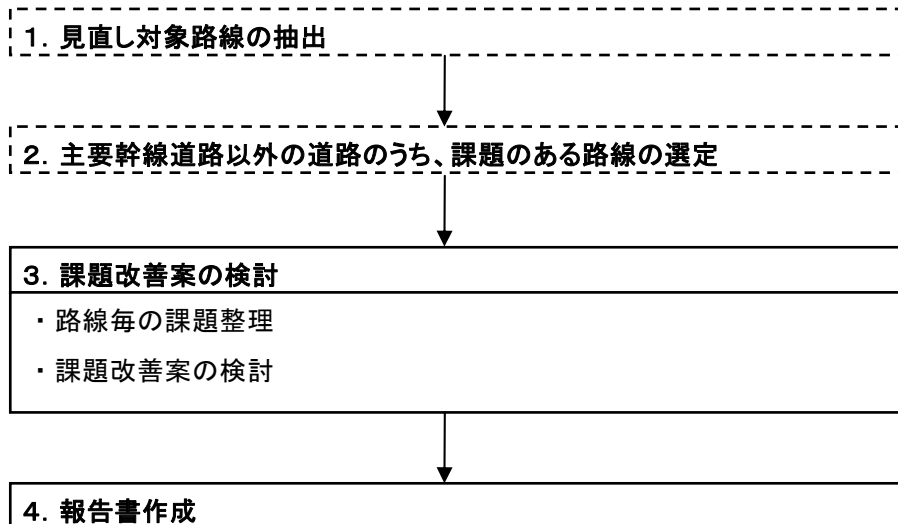 １．見直し対象路線の抽出
２．主要幹線道路以外の道路のうち、課題のある路線の選定
３．課題改善案の検討
・路線毎の課題整理
・課題改善案の検討
４．報告書作成